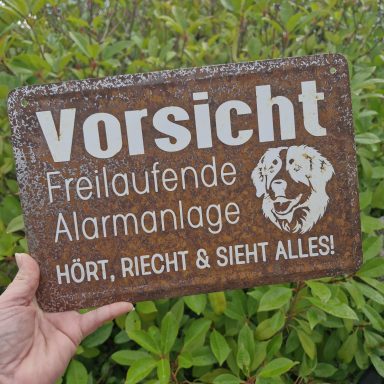 Vorsicht
Freilaufende
Alarmanlage
HÖRT, RIECHT & SIEHT ALLES!